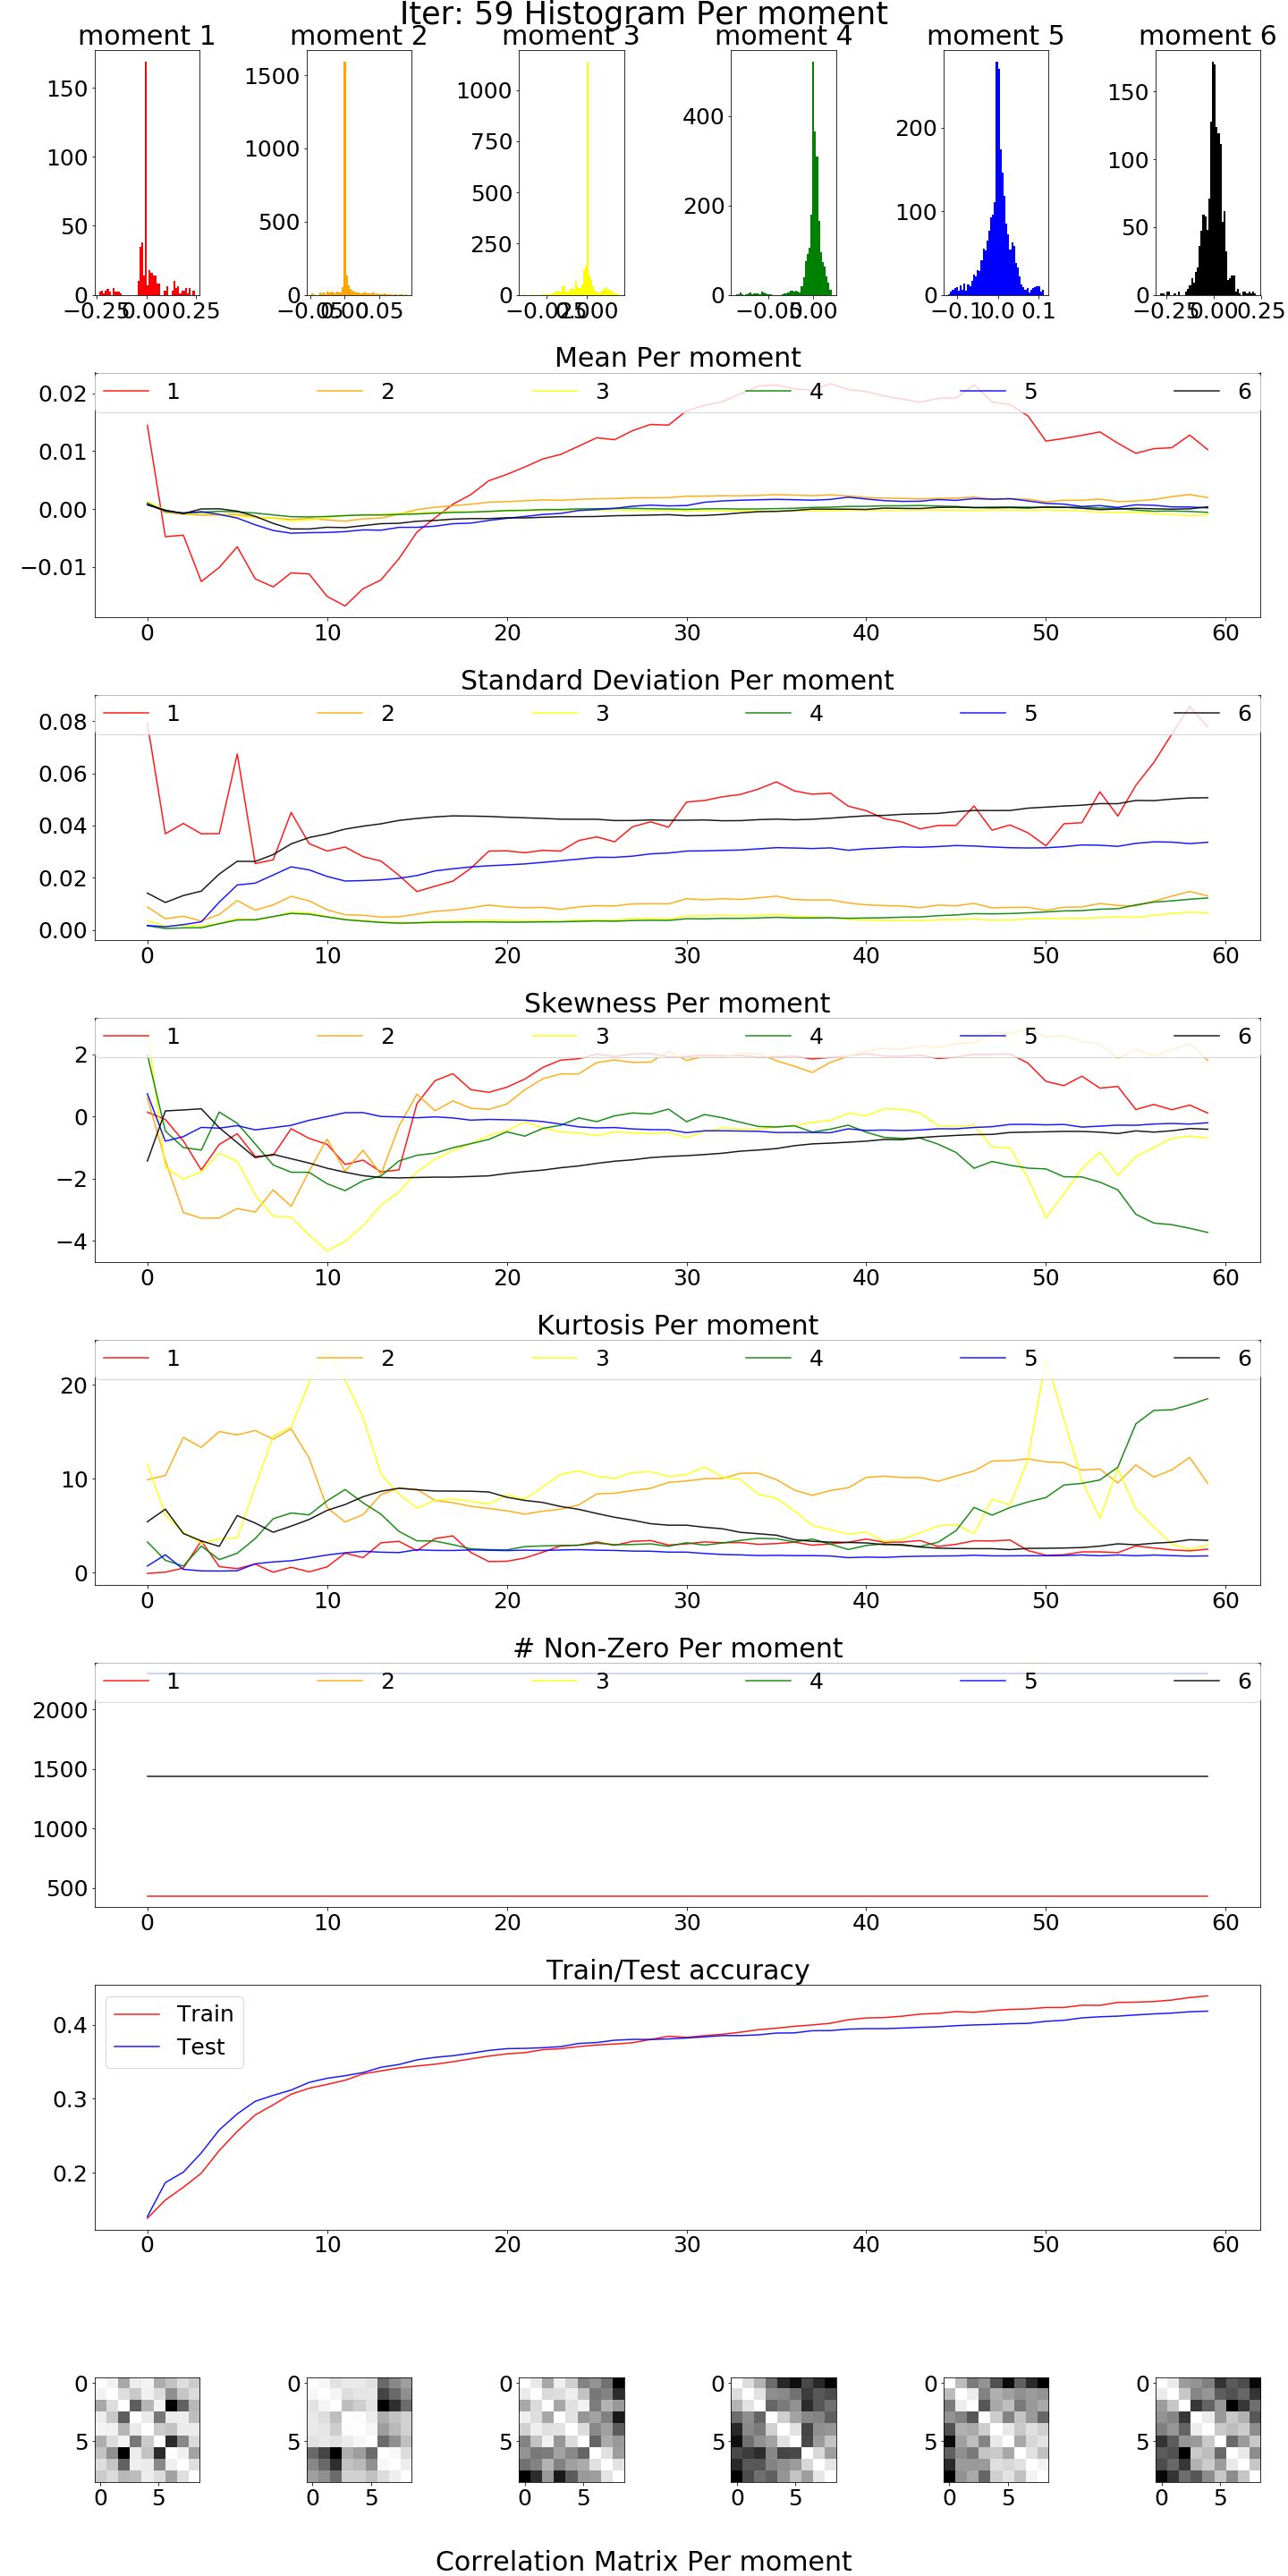 Iter: 59 Histogram Per moment
moment 1 moment 2 moment 3 moment 4 moment 5 moment 6
150 100 50 0
1500 1000 500 0
1000 750 500 250 0
400 200 0
200 100 0
150 100 50 0
−0.25 0.00 0.25 −0.05 0.00 0.05 −0.025 0.000 −0.05 0.00 −0.1 0.0 0.1 −0.25 0.00 0.25
Mean Per moment
1 2 3 4 5 6
0.02
0.01
0.00
−0.01
0 10 20 30 40 50 60
Standard Deviation Per moment
1 2 3 4 5 6
0.08
0.06
0.04
0.02
0.00
0 10 20 30 40 50 60
Skewness Per moment
1 2 3 4 5 6
2
0
−2
−4
0 10 20 30 40 50 60
Kurtosis Per moment
1 2 3 4 5 6
20
10
0
0 10 20 30 40 50 60
# Non-Zero Per moment
1 2 3 4 5 6
2000
1500
1000
500
0 10 20 30 40 50 60
Train/Test accuracy
Train
Test
0.4
0.3
0.2
0 10 20 30 40 50 60
0 0 0 0 0 0
5 5 5 5 5 5
0 5 0 5 0 5 0 5 0 5 0 5
Correlation Matrix Per moment